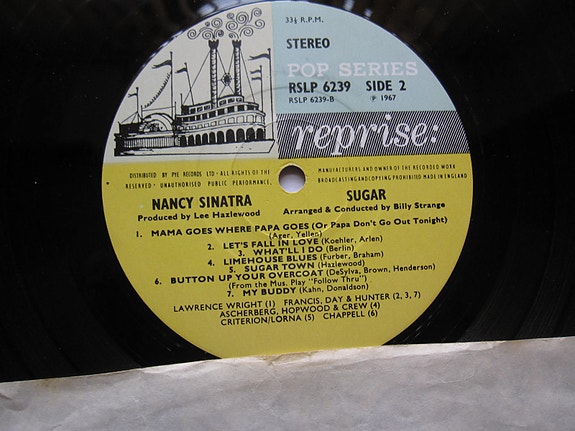 33⅓ R.P.M.
STEREO
POP SERIES
RSLP 6239 SIDE 2
RSLP 6239-B ℗ 1967
reprise:
DISTRIBUTED BY PYE RECORDS LTD · ALL RIGHTS OF THE MANUFACTURERS AND OWNER OF THE RECORDED WORK
RESERVED · UNAUTHORISED PUBLIC PERFORMANCE, BROADCASTING AND COPYING PROHIBITED MADE IN ENGLAND
NANCY SINATRA SUGAR
Produced by Lee Hazlewood Arranged & Conducted by Billy Strange
1. MAMA GOES WHERE PAPA GOES (Or Papa Don't Go Out Tonight)
(Ager, Yellen)
2. LET'S FALL IN LOVE (Koehler, Arlen)
3. WHAT'LL I DO (Berlin)
4. LIMEHOUSE BLUES (Furber, Braham)
5. SUGAR TOWN (Hazlewood)
6. BUTTON UP YOUR OVERCOAT (DeSylva, Brown, Henderson)
(From the Mus. Play "Follow Thru")
7. MY BUDDY (Kahn, Donaldson)
LAWRENCE WRIGHT (1) FRANCIS, DAY & HUNTER (2, 3, 7)
ASCHERBERG, HOPWOOD & CREW (4)
CRITERION/LORNA (5) CHAPPELL (6)